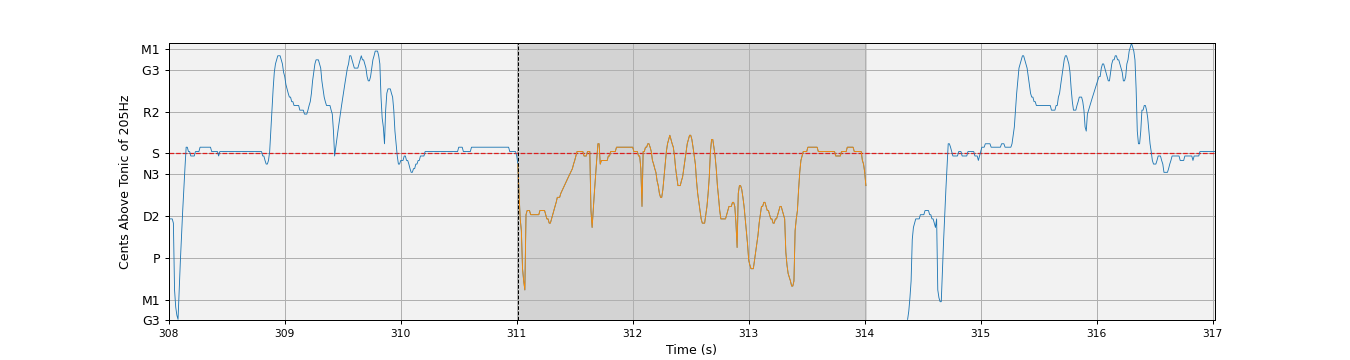 M1
G3
R2
S
N3
D2
P
M1
G3
Cents Above Tonic of 205Hz
308 309 310 311 312 313 314 315 316 317
Time (s)